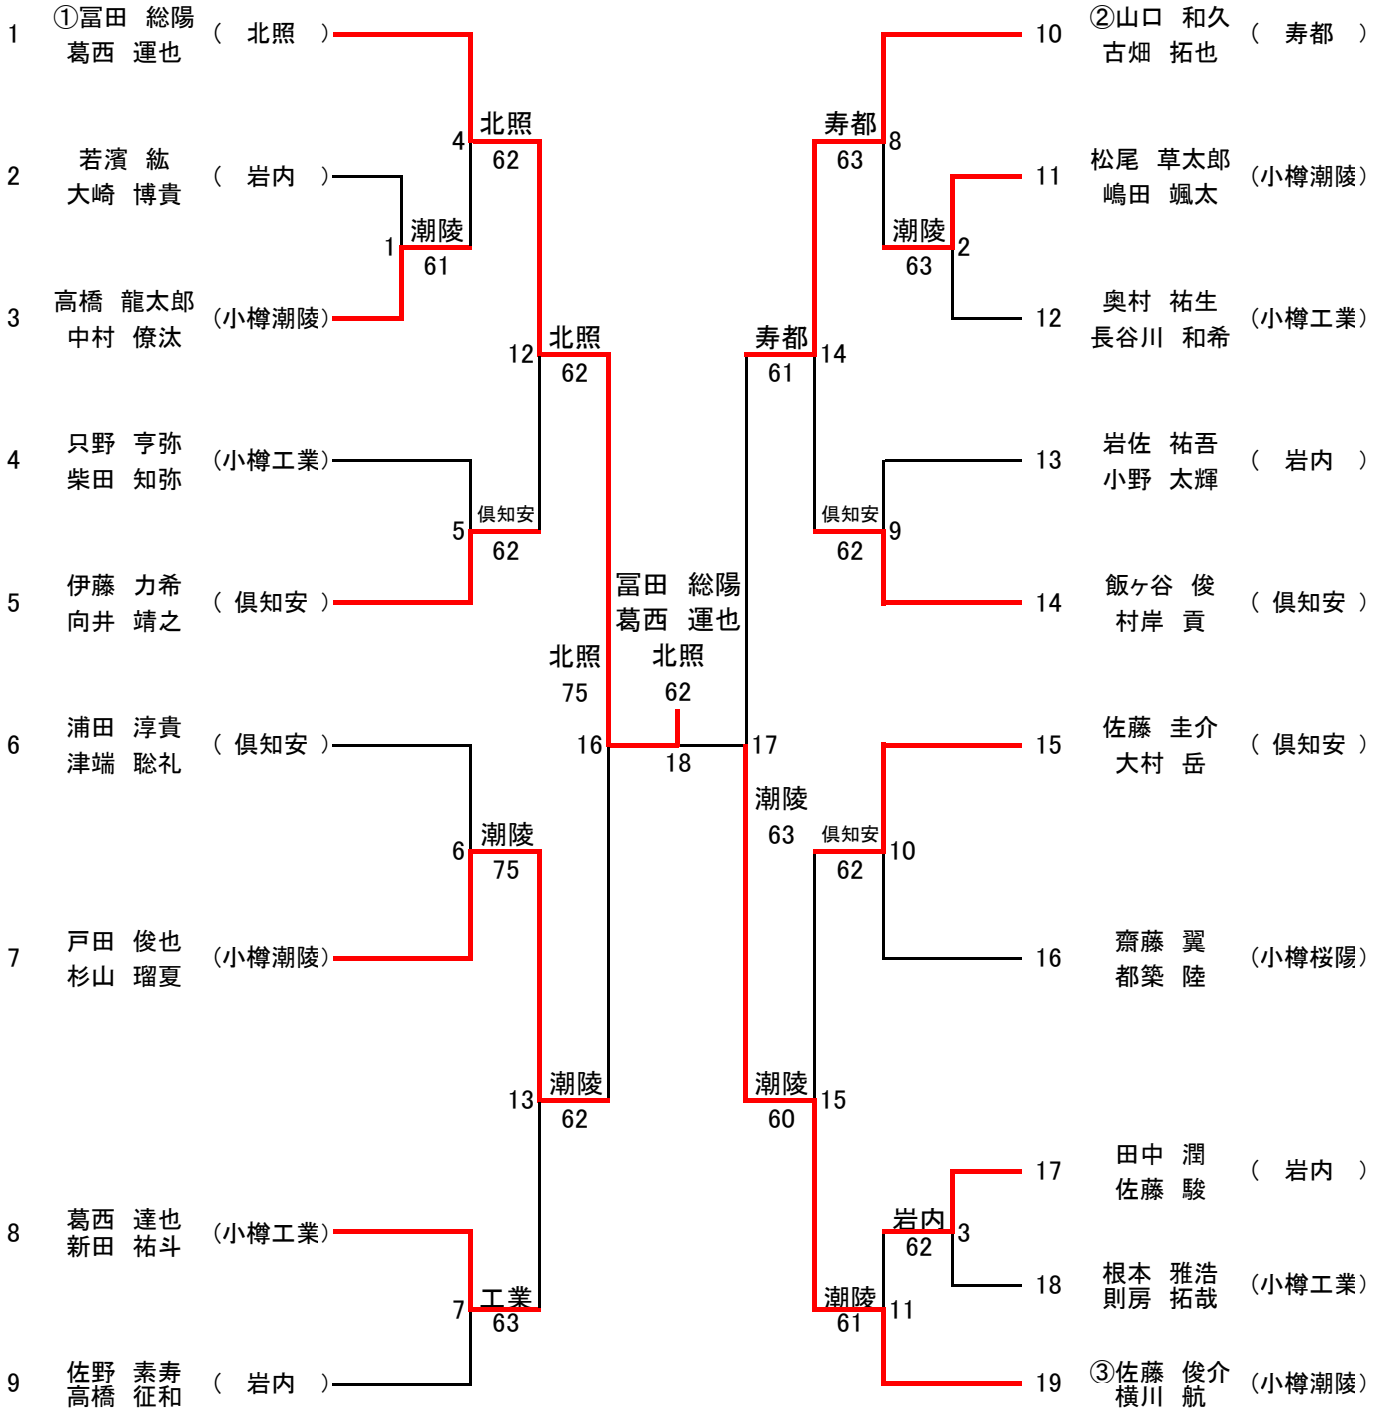 1 ①冨田 総陽 ( 北照 )
葛西 運也
2 若濱 紘 ( 岩内 )
大崎 博貴
3 高橋 龍太郎 (小樽潮陵)
中村 僚汰
4 只野 亨弥 (小樽工業)
柴田 知弥
5 伊藤 力希 ( 倶知安 )
向井 靖之
6 浦田 淳貴 ( 倶知安 )
津端 聡礼
7 戸田 俊也 (小樽潮陵)
杉山 瑠夏
8 葛西 達也 (小樽工業)
新田 祐斗
9 佐野 素寿 ( 岩内 )
高橋 征和
4 北照
62
1 潮陵
61
12 北照
62
5 倶知安
62
北照
75
16
6 潮陵
75
13 潮陵
62
7 工業
63
冨田 総陽
葛西 運也
北照
62
18
寿都 8
63
潮陵 2
63
寿都 14
61
倶知安 9
62
17
潮陵
63
倶知安 10
62
潮陵 15
60
岩内 3
62
潮陵 11
61
10 ②山口 和久 ( 寿都 )
古畑 拓也
11 松尾 草太郎 (小樽潮陵)
嶋田 颯太
12 奥村 祐生 (小樽工業)
長谷川 和希
13 岩佐 祐吾 ( 岩内 )
小野 太輝
14 飯ヶ谷 俊 ( 倶知安 )
村岸 貢
15 佐藤 圭介 ( 倶知安 )
大村 岳
16 齋藤 翼 (小樽桜陽)
都築 陸
17 田中 潤 ( 岩内 )
佐藤 駿
18 根本 雅浩 (小樽工業)
則房 拓哉
19 ③佐藤 俊介 (小樽潮陵)
横川 航